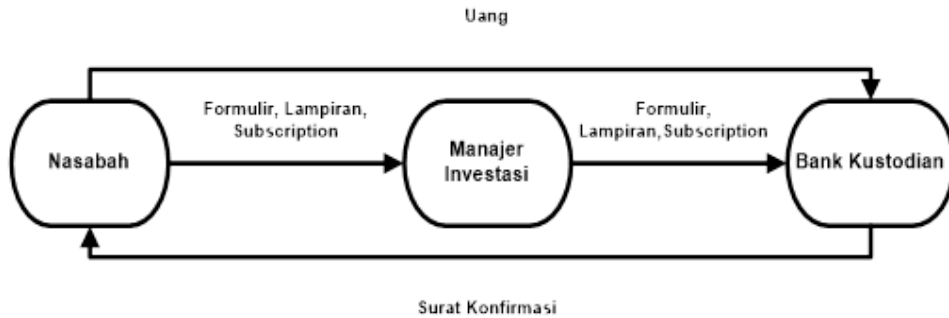 Uang
Formulir, Lampiran,
Subscription
Formulir,
Lampiran, Subscription
Nasabah
Manajer
Investasi
Bank Kustodian
Surat Konfirmasi